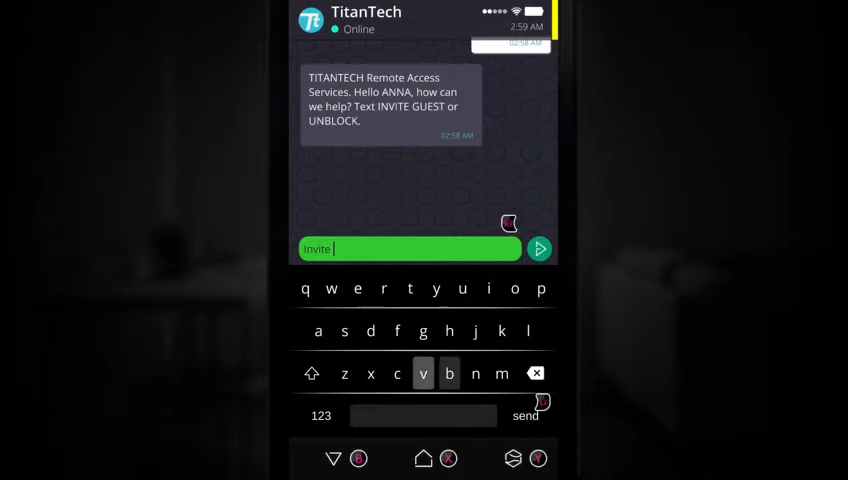 Tt
TitanTech
Online
2:59 AM
02:58 AM
TITANTECH Remote Access
Services. Hello ANNA, how can
we help? Text INVITE GUEST or
UNBLOCK.
02:58 AM
Invite
q w e r t y u i o p
a s d f g h j k l
z x c v b n m
123 send
B X Y